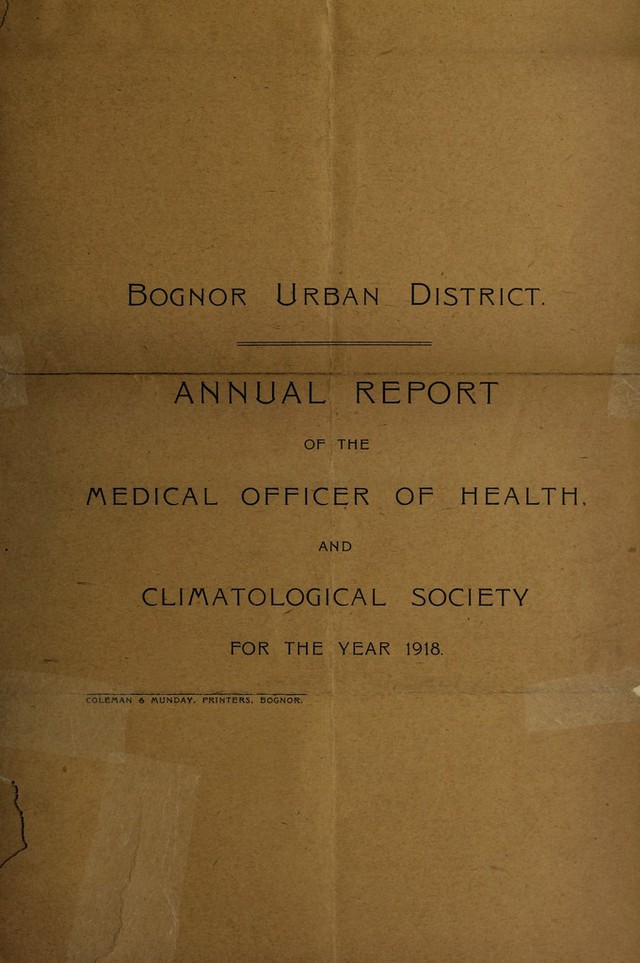 BOGNOR URBAN DISTRICT.
ANNUAL REPORT
OF THE
MEDICAL OFFICER OF HEALTH,
AND
CLIMATOLOGICAL SOCIETY
FOR THE YEAR 1918.
COLEMAN & MUNDAY, PRINTERS, BOGNOR.